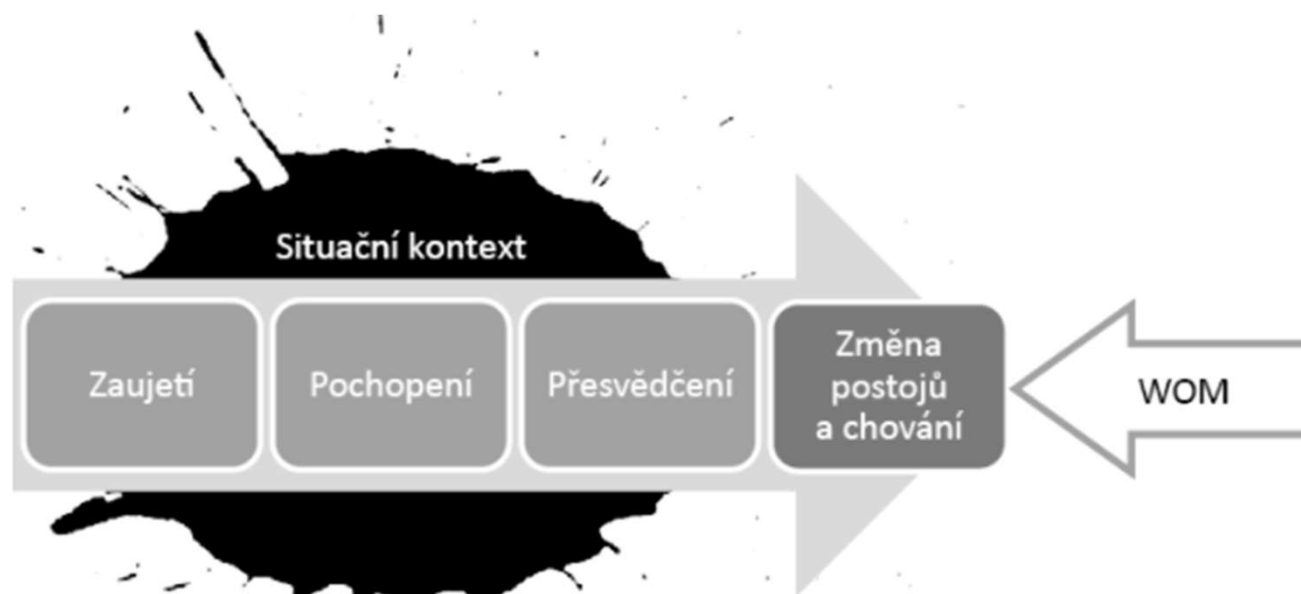 Situační kontext
Zaujetí
Pochopení
Přesvědčení
Změna
postojů
a chování
WOM